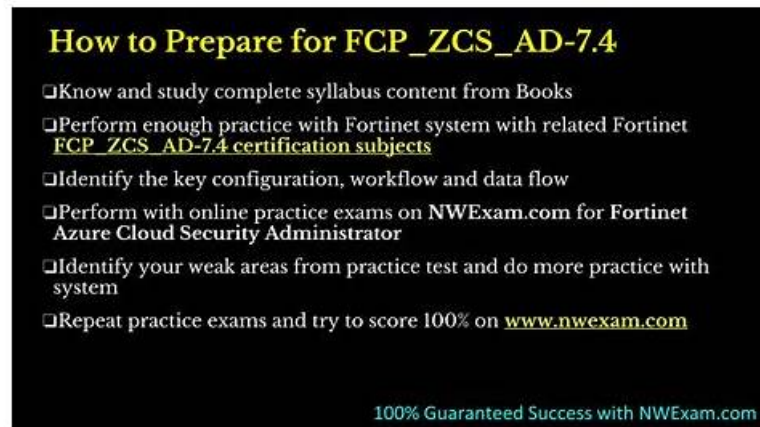 How to Prepare for FCP_ZCS_AD-7.4
❑Know and study complete syllabus content from Books
❑Perform enough practice with Fortinet system with related Fortinet
FCP_ZCS_AD-7.4 certification subjects
❑Identify the key configuration, workflow and data flow
❑Perform with online practice exams on NWExam.com for Fortinet
Azure Cloud Security Administrator
❑Identify your weak areas from practice test and do more practice with
system
❑Repeat practice exams and try to score 100% on www.nwexam.com
100% Guaranteed Success with NWExam.com